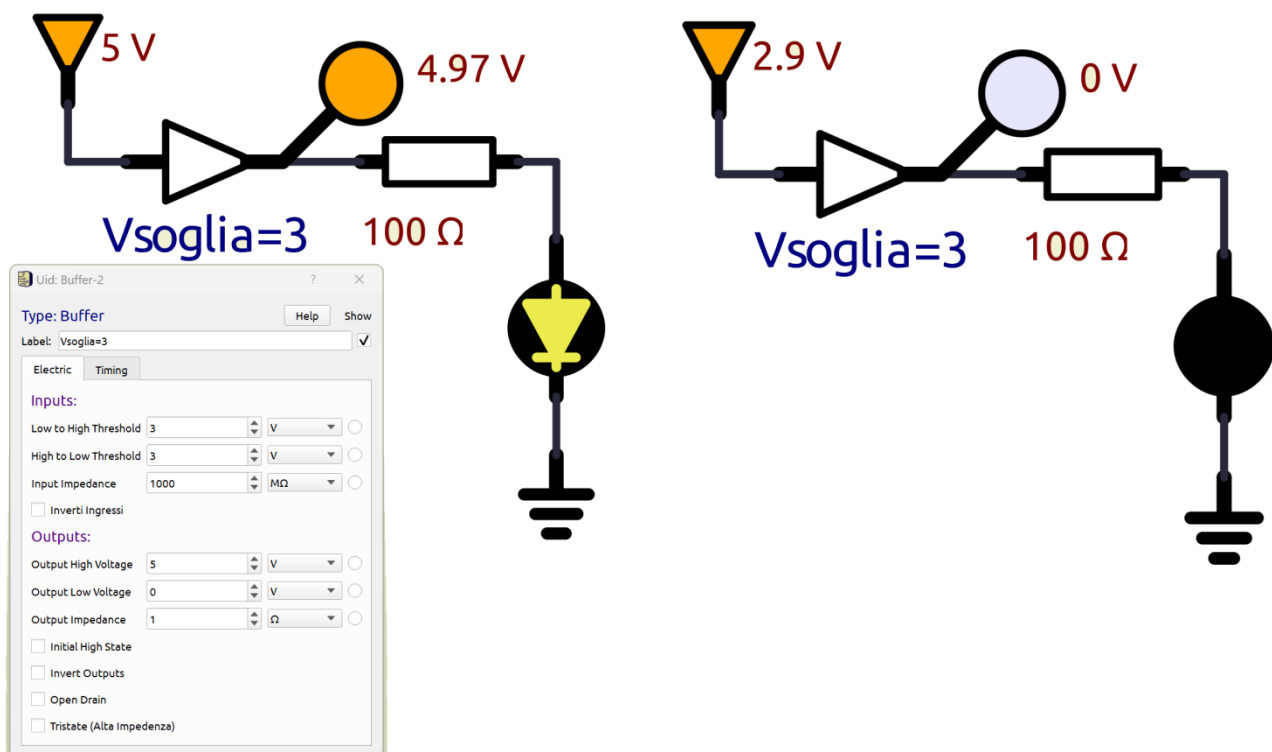 5 V
4.97 V
Vsoglia=3
100 Ω
2.9 V
0 V
Vsoglia=3
100 Ω
Uid: Buffer-2 ? ×
Type: Buffer Help Show
Label: Vsoglia=3
Electric Timing
Inputs:
Low to High Threshold 3 V
High to Low Threshold 3 V
Input Impedance 1000 MΩ
Inverti Ingressi
Outputs:
Output High Voltage 5 V
Output Low Voltage 0 V
Output Impedance 1 Ω
Initial High State
Invert Outputs
Open Drain
Tristate (Alta Impedenza)